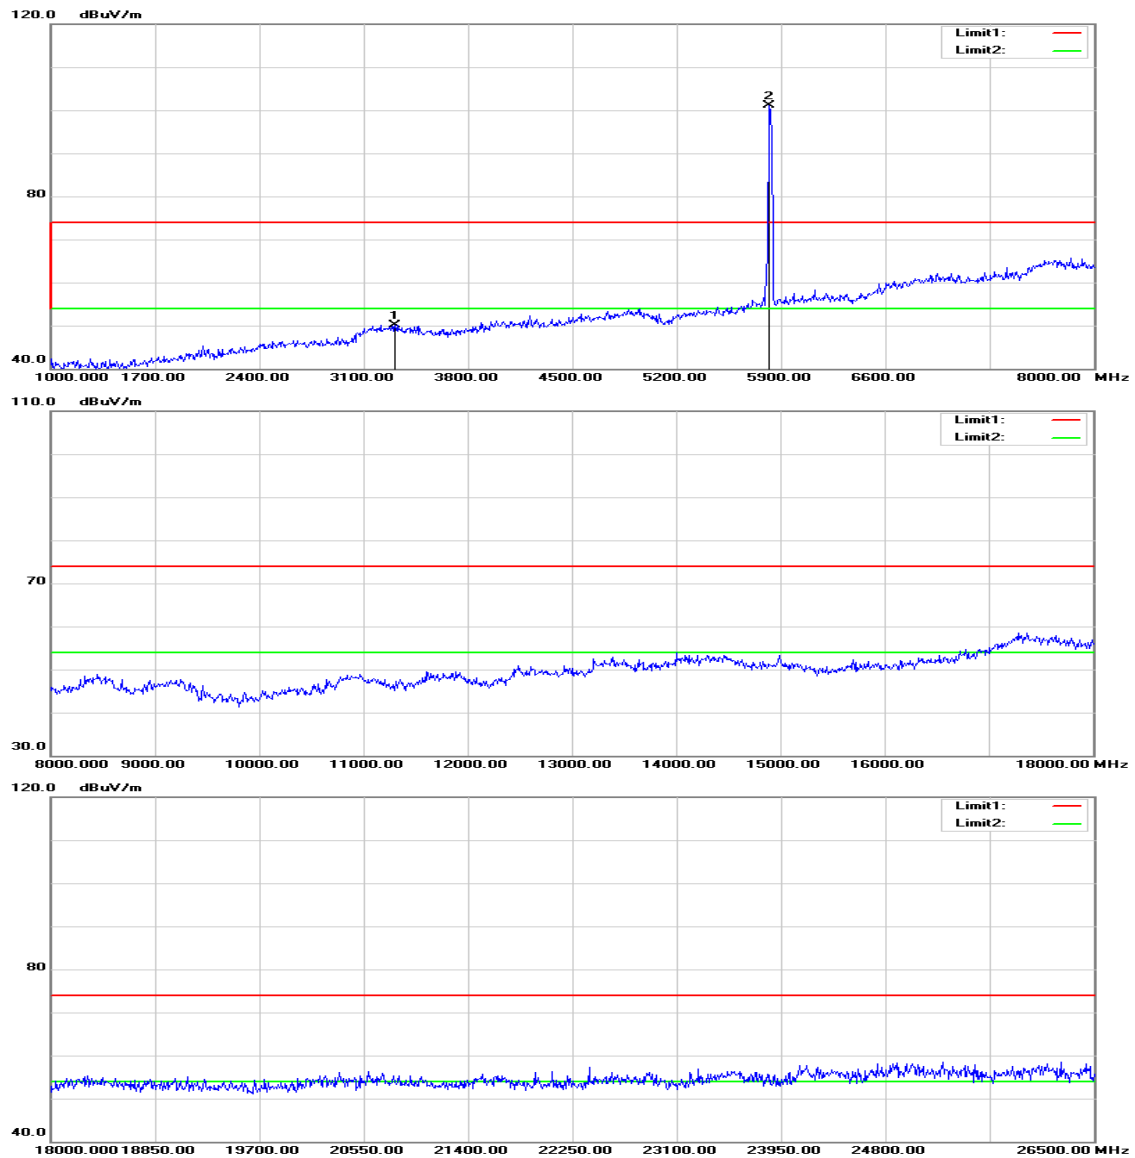 120.0 dBuV/m
Limit1:
Limit2:
2
80
1
40.0
1000.000 1700.00 2400.00 3100.00 3800.00 4500.00 5200.00 5900.00 6600.00 8000.00 MHz
110.0 dBuV/m
Limit1:
Limit2:
70
30.0
8000.000 9000.00 10000.00 11000.00 12000.00 13000.00 14000.00 15000.00 16000.00 18000.00 MHz
120.0 dBuV/m
Limit1:
Limit2:
80
40.0
18000.000 18850.00 19700.00 20550.00 21400.00 22250.00 23100.00 23950.00 24800.00 26500.00 MHz